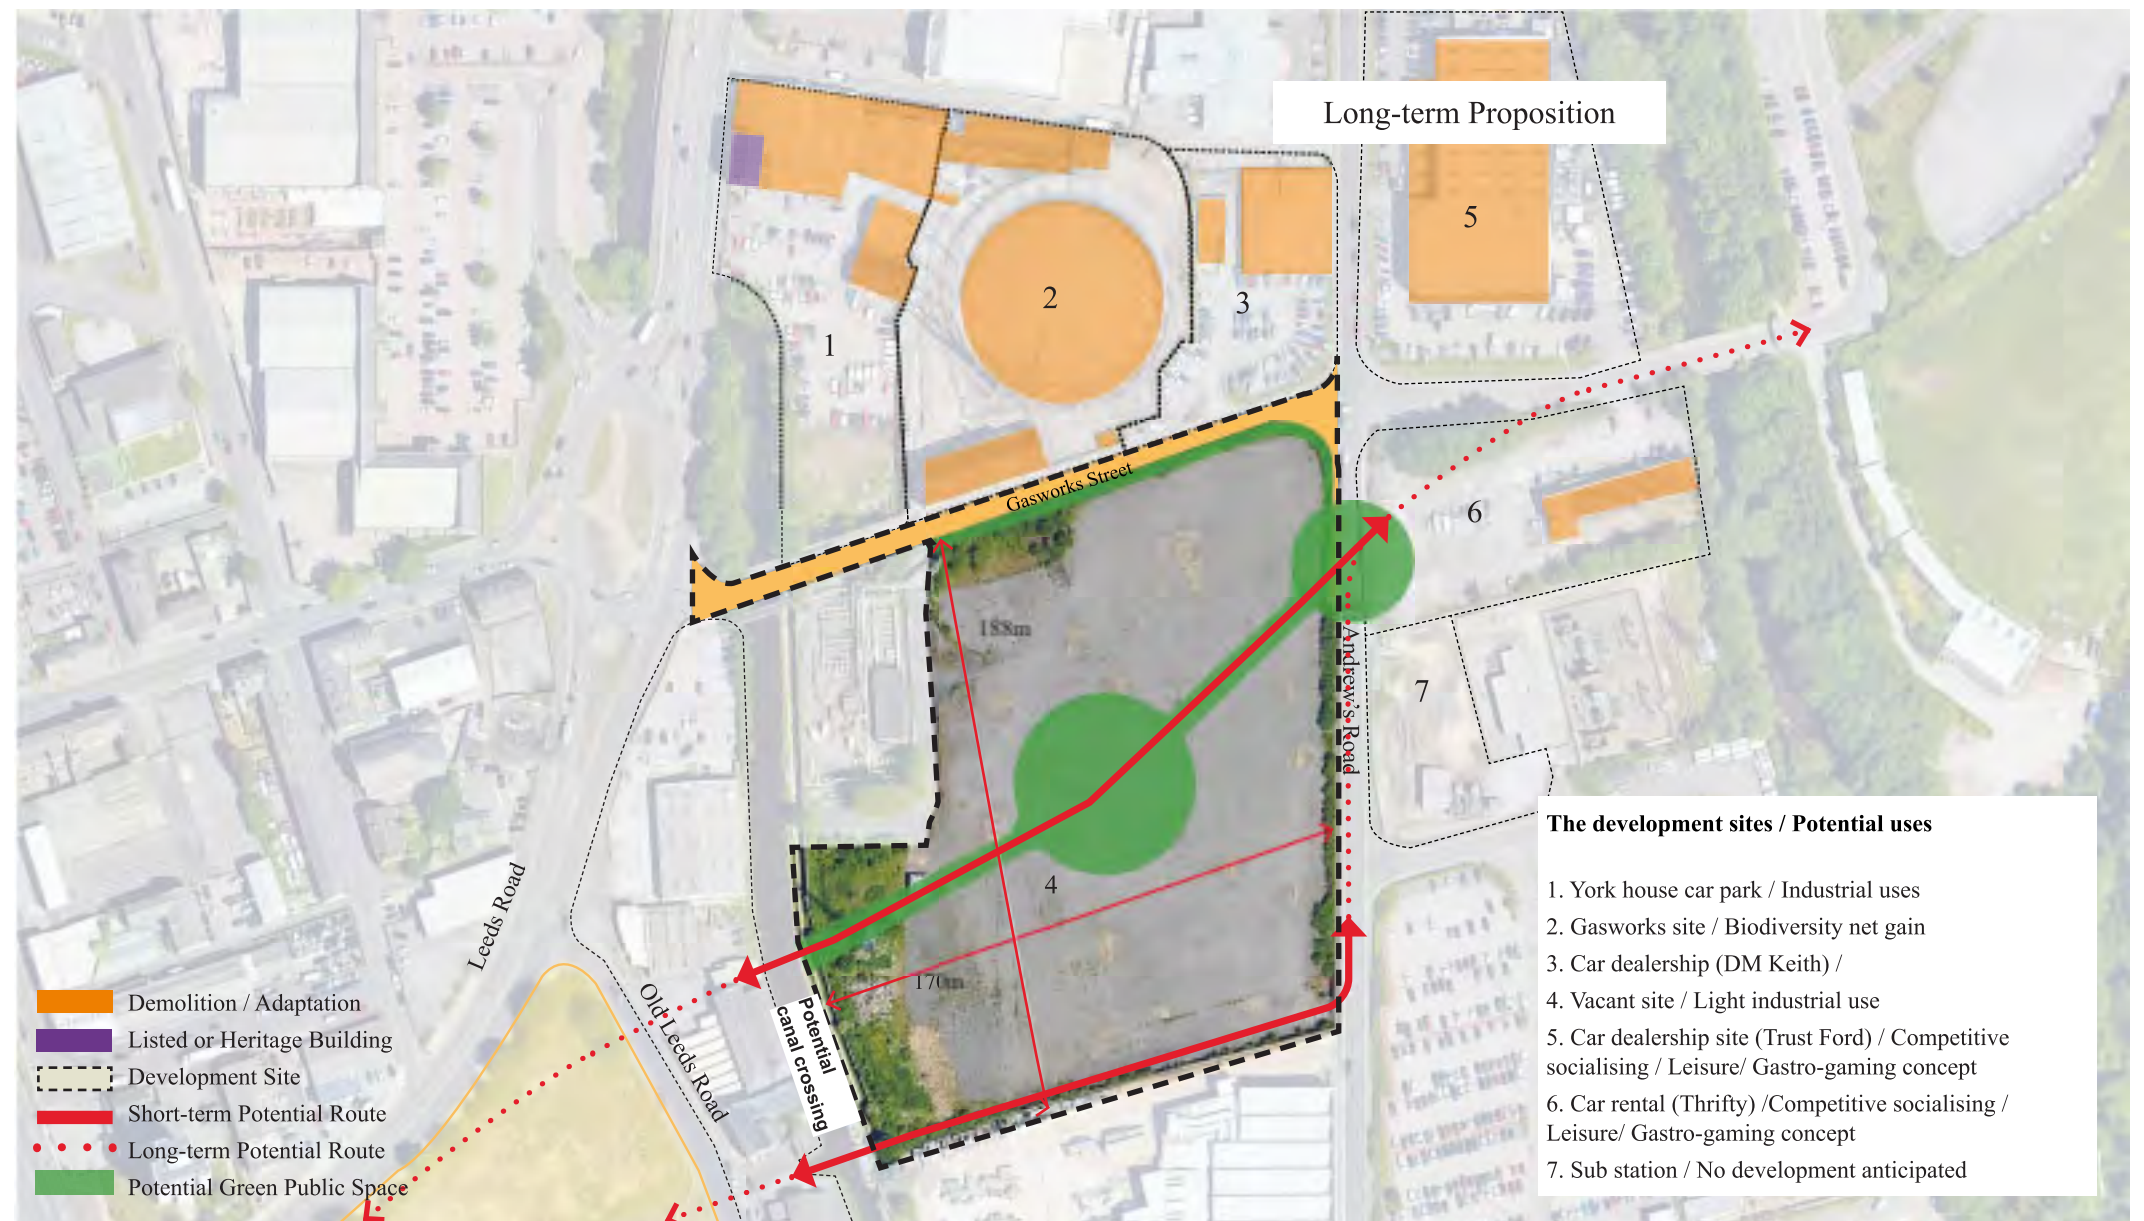 Long-term Proposition
5
2
3
1
Gasworks Street
6
188m
Andrew's Road
7
4
170m
Leeds Road
Old Leeds Road
Potential
canal crossing
Demolition / Adaptation
Listed or Heritage Building
Development Site
Short-term Potential Route
Long-term Potential Route
Potential Green Public Space
The development sites / Potential uses
1. York house car park / Industrial uses
2. Gasworks site / Biodiversity net gain
3. Car dealership (DM Keith) /
4. Vacant site / Light industrial use
5. Car dealership site (Trust Ford) / Competitive
socialising / Leisure/ Gastro-gaming concept
6. Car rental (Thrifty) /Competitive socialising /
Leisure/ Gastro-gaming concept
7. Sub station / No development anticipated